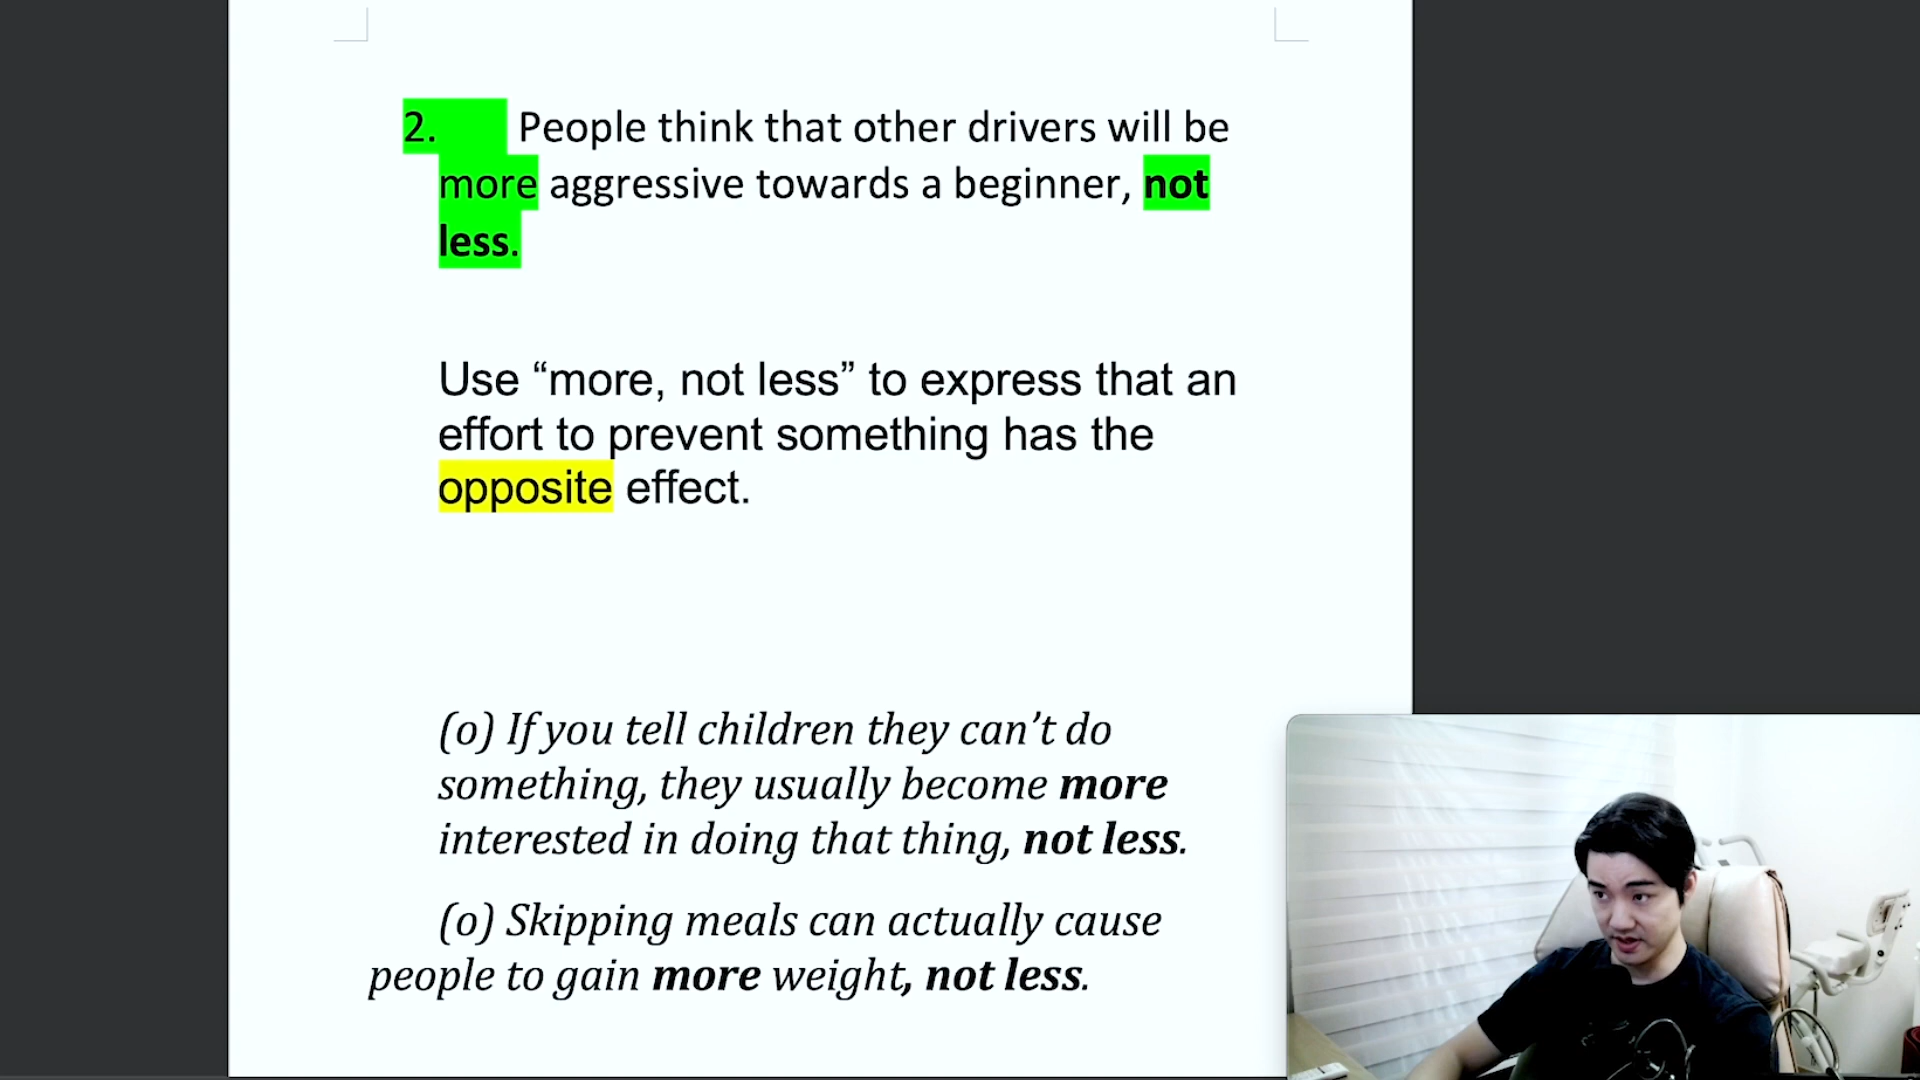 2. People think that other drivers will be
more aggressive towards a beginner, not
less.
Use “more, not less” to express that an
effort to prevent something has the
opposite effect.
(o) If you tell children they can’t do
something, they usually become more
interested in doing that thing, not less.
(o) Skipping meals can actually cause
people to gain more weight, not less.